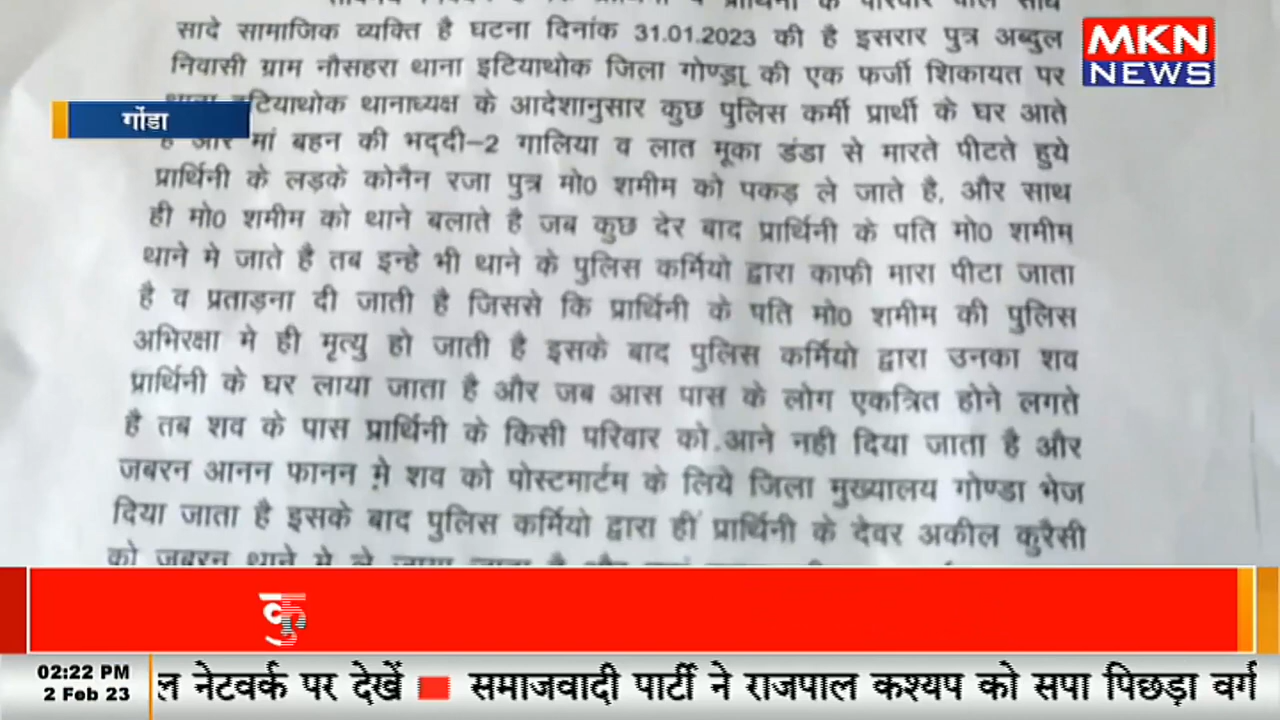 सादे सामाजिक व्यक्ति है घटना दिनांक 31.01.2023 की है इसरार पुत्र अब्दुल
निवासी ग्राम नौसहरा थाना इटियाथोक जिला गोण्ड़ा की एक फर्जी शिकायत पर
इटियाथोक थानाध्यक्ष के आदेशानुसार कुछ पुलिस कर्मी प्रार्थी के घर आते
है और मां बहन की भद्दी-2 गालिया व लात मूका डंडा से मारते पीटते हुये
प्रार्थिनी के लड़के कोनैन रजा पुत्र मो0 शमीम को पकड़ ले जाते है, और साथ
ही मो0 शमीम को थाने बलाते है जब कुछ देर बाद प्रार्थिनी के पति मो0 शमीम
थाने मे जाते है तब इन्हे भी थाने के पुलिस कर्मियो द्वारा काफी मारा पीटा जाता
है व प्रताड़ना दी जाती है जिससे कि प्रार्थिनी के पति मो0 शमीम की पुलिस
अभिरक्षा मे ही मृत्यु हो जाती है इसके बाद पुलिस कर्मियो द्वारा उनका शव
प्रार्थिनी के घर लाया जाता है और जब आस पास के लोग एकत्रित होने लगते
है तब शव के पास प्रार्थिनी के किसी परिवार को आने नही दिया जाता है और
जबरन आनन फानन मे शव को पोस्टमार्टम के लिये जिला मुख्यालय गोण्डा भेज
दिया जाता है इसके बाद पुलिस कर्मियो द्वारा ही प्रार्थिनी के देवर अकील कुरैसी
को जबरन थाने मे ले जाया जाता है और
MKN
NEWS
गोंडा
कु
02:22 PM
2 Feb 23
ल नेटवर्क पर देखें
समाजवादी पार्टी ने राजपाल कश्यप को सपा पिछड़ा वर्ग